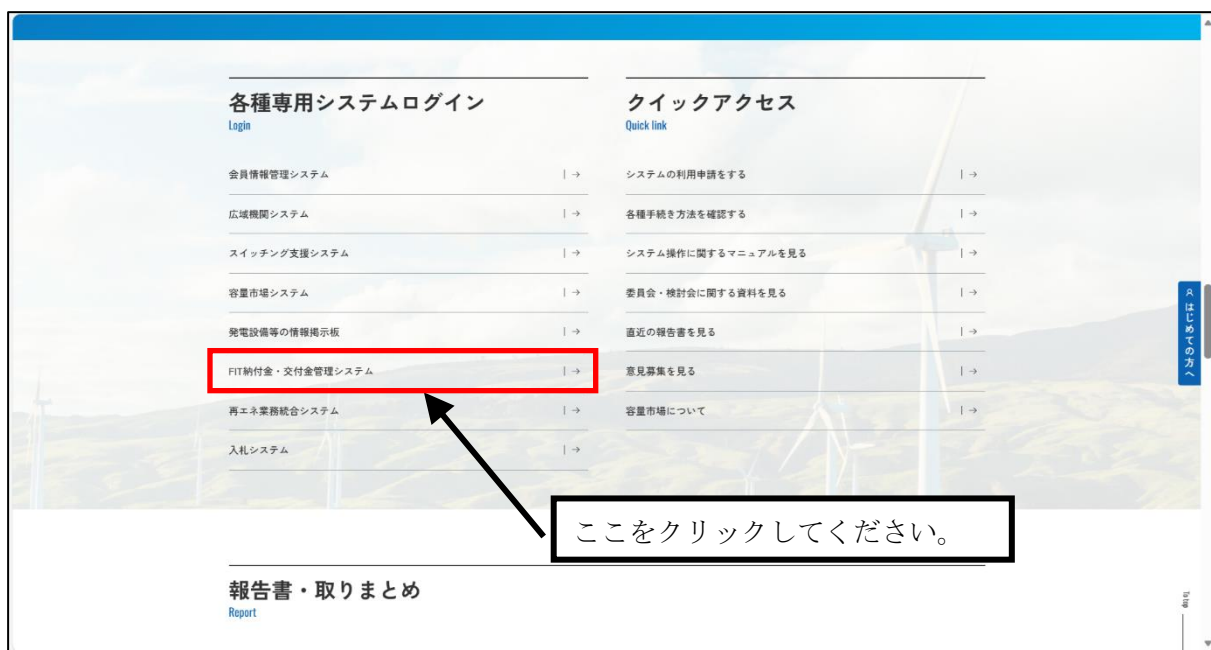 各種専用システムログイン
Login
会員情報管理システム
広域機関システム
スイッチング支援システム
容量市場システム
発電設備等の情報掲示板
FIT納付金・交付金管理システム
再エネ業務統合システム
入札システム
クイックアクセス
Quick link
システムの利用申請をする
各種手続き方法を確認する
システム操作に関するマニュアルを見る
委員会・検討会に関する資料を見る
直近の報告書を見る
意見募集を見る
容量市場について
はじめての方へ
ここをクリックしてください。
報告書・取りまとめ
Report
To top